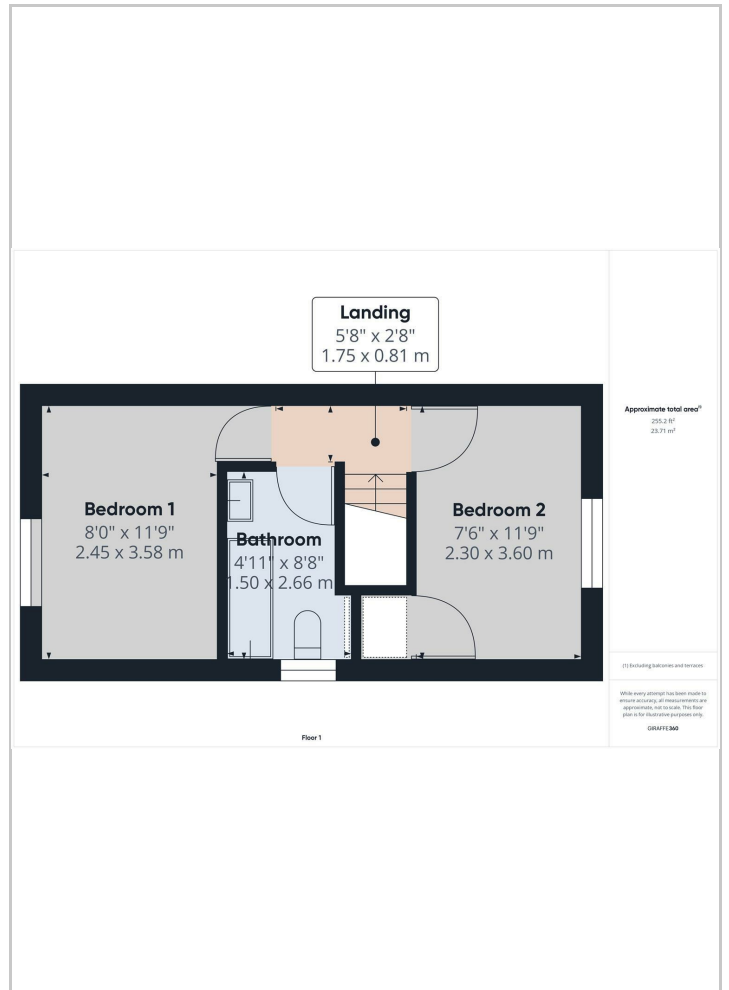 Landing
5'8" x 2'8"
1.75 x 0.81 m
Bedroom 1
8'0" x 11'9"
2.45 x 3.58 m
Bathroom
4'11" x 8'8"
1.50 x 2.66 m
Bedroom 2
7'6" x 11'9"
2.30 x 3.60 m
Floor 1
Approximate total area⁽¹⁾
255.2 ft²
23.71 m²
(1) Excluding balconies and terraces
While every attempt has been made to
ensure accuracy, all measurements are
approximate, not to scale. This floor
plan is for illustrative purposes only.
GIRAFFE360